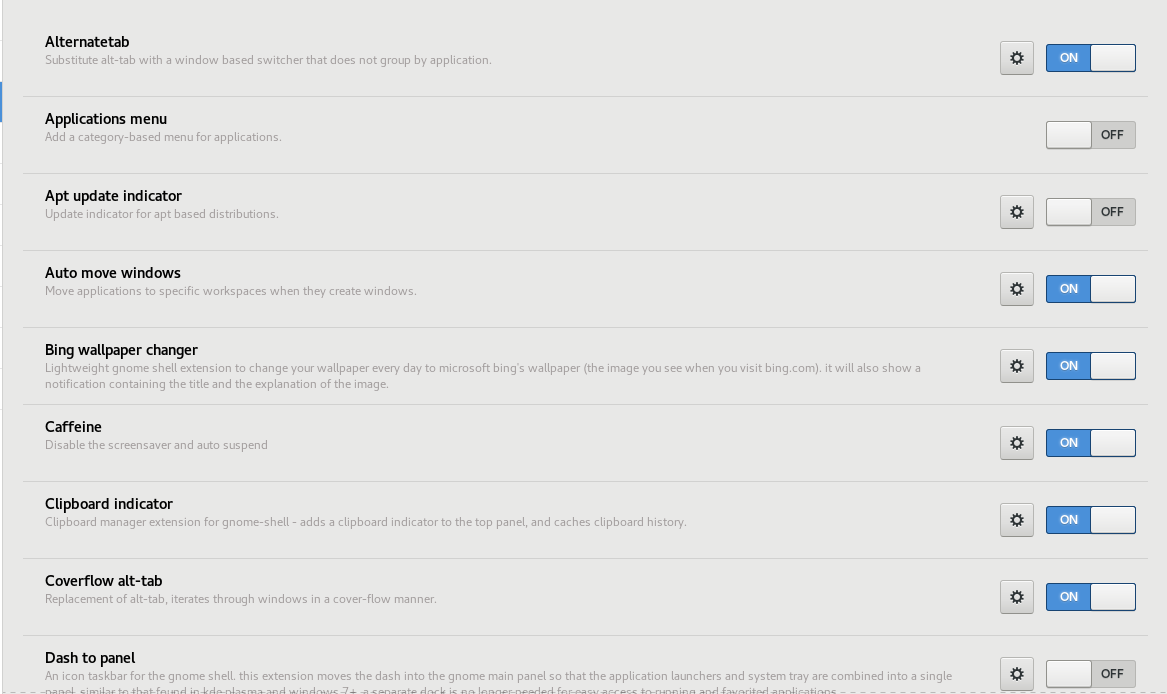 Alternatetab
Substitute alt-tab with a window based switcher that does not group by application.
ON
Applications menu
Add a category-based menu for applications.
OFF
Apt update indicator
Update indicator for apt based distributions.
OFF
Auto move windows
Move applications to specific workspaces when they create windows.
ON
Bing wallpaper changer
Lightweight gnome shell extension to change your wallpaper every day to microsoft bing's wallpaper (the image you see when you visit bing.com). it will also show a
notification containing the title and the explanation of the image.
ON
Caffeine
Disable the screensaver and auto suspend
ON
Clipboard indicator
Clipboard manager extension for gnome-shell - adds a clipboard indicator to the top panel, and caches clipboard history.
ON
Coverflow alt-tab
Replacement of alt-tab, iterates through windows in a cover-flow manner.
ON
Dash to panel
An icon taskbar for the gnome shell. this extension moves the dash into the gnome main panel so that the application launchers and system tray are combined into a single
panel, similar to that found in kde plasma and windows 7+. a separate dock is no longer needed for easy access to running and favorited applications.
OFF